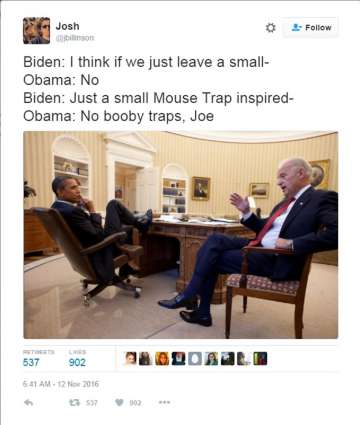 Josh
@jbillinson
Follow
Biden: I think if we just leave a small-
Obama: No
Biden: Just a small Mouse Trap inspired-
Obama: No booby traps, Joe
RETWEETS LIKES
537 902
6:41 AM - 12 Nov 2016
537 902